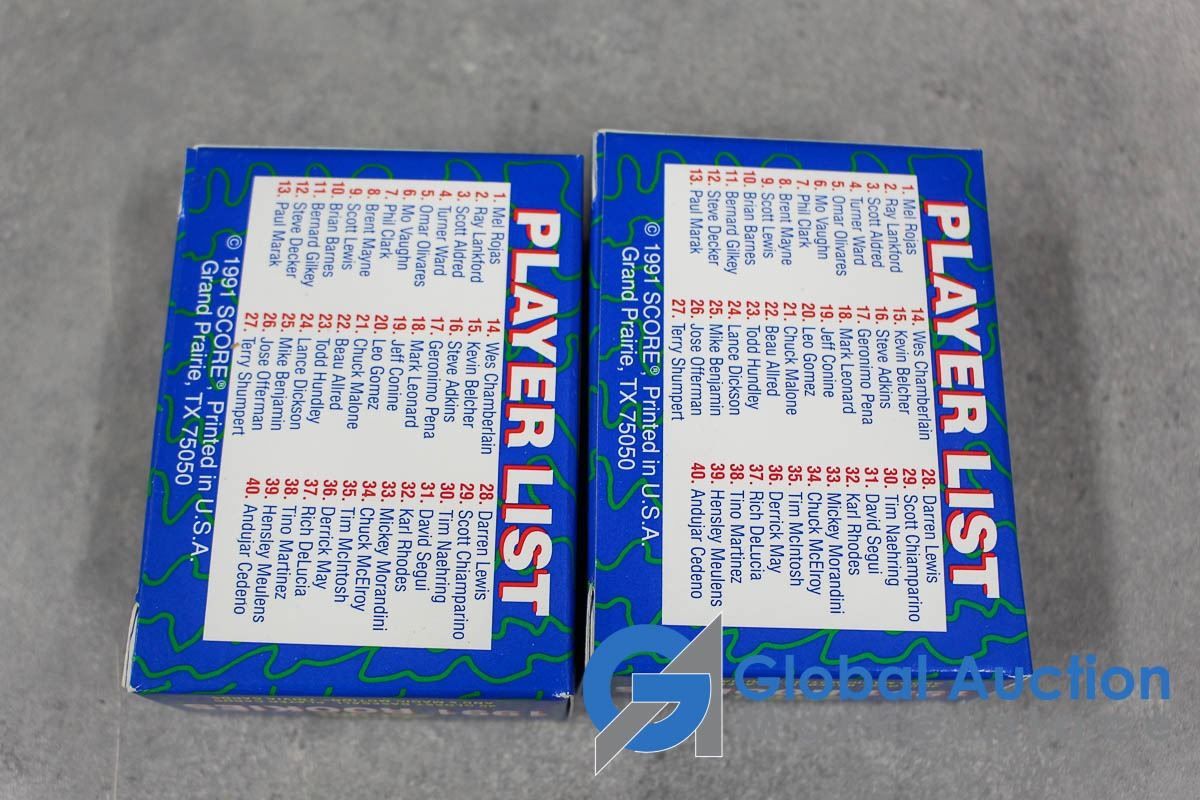 PLAYER LIST
1. Mel Rojas
2. Ray Lankford
3. Scott Aldred
4. Turner Ward
5. Omar Olivares
6. Mo Vaughn
7. Phil Clark
8. Brent Mayne
9. Scott Lewis
10. Brian Barnes
11. Bernard Gilkey
12. Steve Decker
13. Paul Marak
14. Wes Chamberlain
15. Kevin Belcher
16. Steve Adkins
17. Geronimo Pena
18. Mark Leonard
19. Jeff Conine
20. Leo Gomez
21. Chuck Malone
22. Beau Allred
23. Todd Hundley
24. Lance Dickson
25. Mike Benjamin
26. Jose Offerman
27. Terry Shumpert
28. Darren Lewis
29. Scott Chiamparino
30. Tim Naehring
31. David Segui
32. Karl Rhodes
33. Mickey Morandini
34. Chuck McElroy
35. Tim McIntosh
36. Derrick May
37. Rich DeLucia
38. Tino Martinez
39. Hensley Meulens
40. Andujar Cedeno
© 1991 SCORE®, Printed in U.S.A.
Grand Prairie, TX 75050
PLAYER LIST
1. Mel Rojas
2. Ray Lankford
3. Scott Aldred
4. Turner Ward
5. Omar Olivares
6. Mo Vaughn
7. Phil Clark
8. Brent Mayne
9. Scott Lewis
10. Brian Barnes
11. Bernard Gilkey
12. Steve Decker
13. Paul Marak
14. Wes Chamberlain
15. Kevin Belcher
16. Steve Adkins
17. Geronimo Pena
18. Mark Leonard
19. Jeff Conine
20. Leo Gomez
21. Chuck Malone
22. Beau Allred
23. Todd Hundley
24. Lance Dickson
25. Mike Benjamin
26. Jose Offerman
27. Terry Shumpert
28. Darren Lewis
29. Scott Chiamparino
30. Tim Naehring
31. David Segui
32. Karl Rhodes
33. Mickey Morandini
34. Chuck McElroy
35. Tim McIntosh
36. Derrick May
37. Rich DeLucia
38. Tino Martinez
39. Hensley Meulens
40. Andujar Cedeno
© 1991 SCORE®, Printed in U.S.A.
Grand Prairie, TX 75050
1991
GA Global Auction